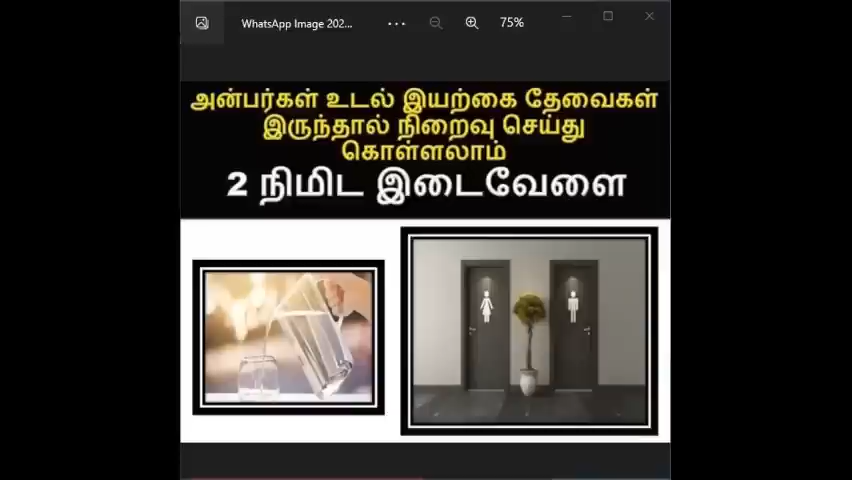 WhatsApp Image 202...
75%
அன்பர்கள் உடல் இயற்கை தேவைகள்
இருந்தால் நிறைவு செய்து
கொள்ளலாம்
2 நிமிட இடைவேளை